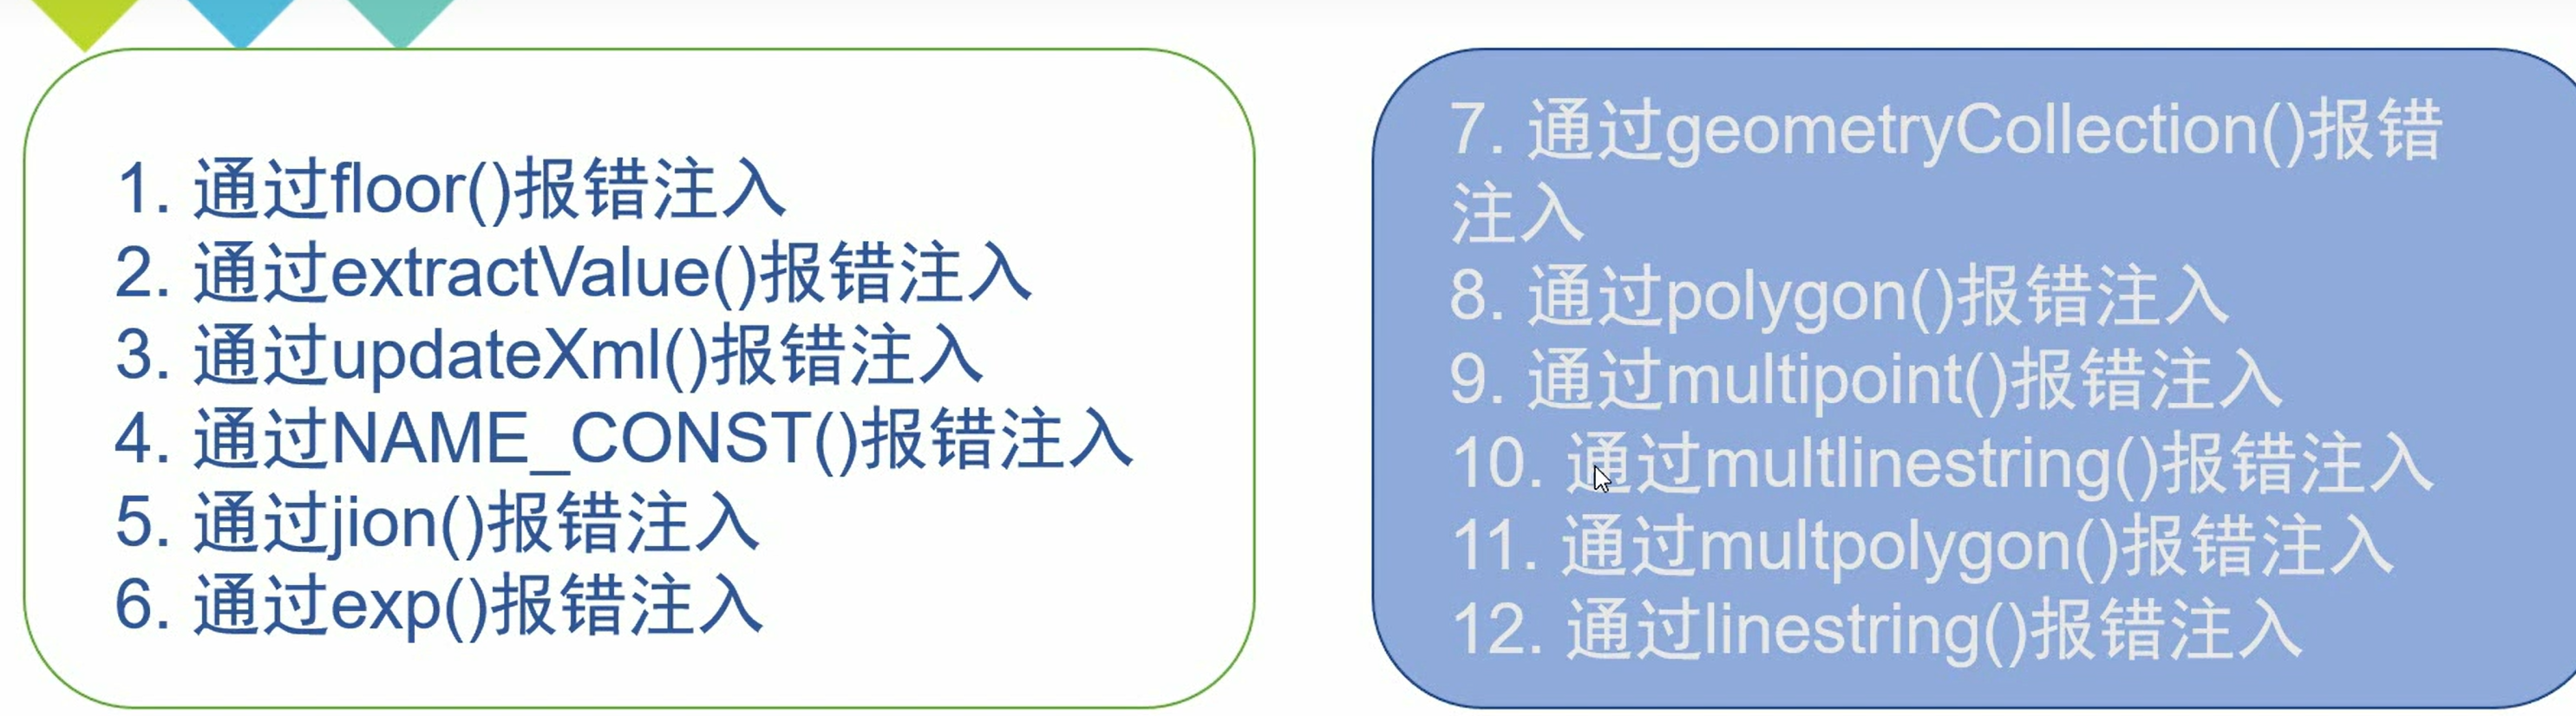 1. 通过floor()报错注入
2. 通过extractValue()报错注入
3. 通过updateXml()报错注入
4. 通过NAME_CONST()报错注入
5. 通过jion()报错注入
6. 通过exp()报错注入
7. 通过geometryCollection()报错
注入
8. 通过polygon()报错注入
9. 通过multipoint()报错注入
10. 通过multlinestring()报错注入
11. 通过multpolygon()报错注入
12. 通过linestring()报错注入